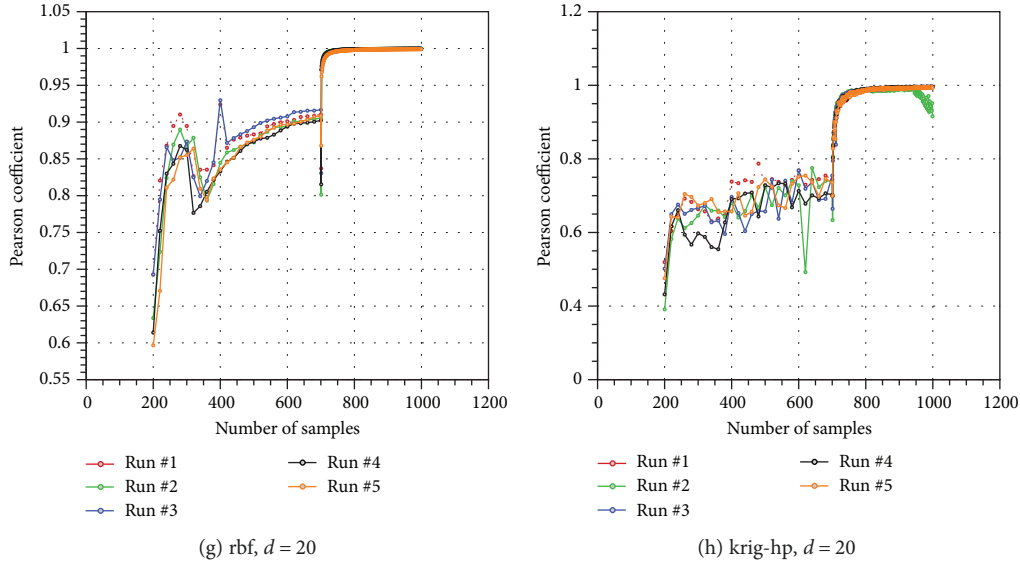 1.05
1
0.95
0.9
0.85
0.8
0.75
0.7
0.65
0.6
0.55
Pearson coefficient
0 200 400 600 800 1000 1200
Number of samples
Run #1
Run #2
Run #3
Run #4
Run #5
(g) rbf, d = 20
1.2
1
0.8
0.6
0.4
0
Pearson coefficient
0 200 400 600 800 1000 1200
Number of samples
Run #1
Run #2
Run #3
Run #4
Run #5
(h) krig-hp, d = 20